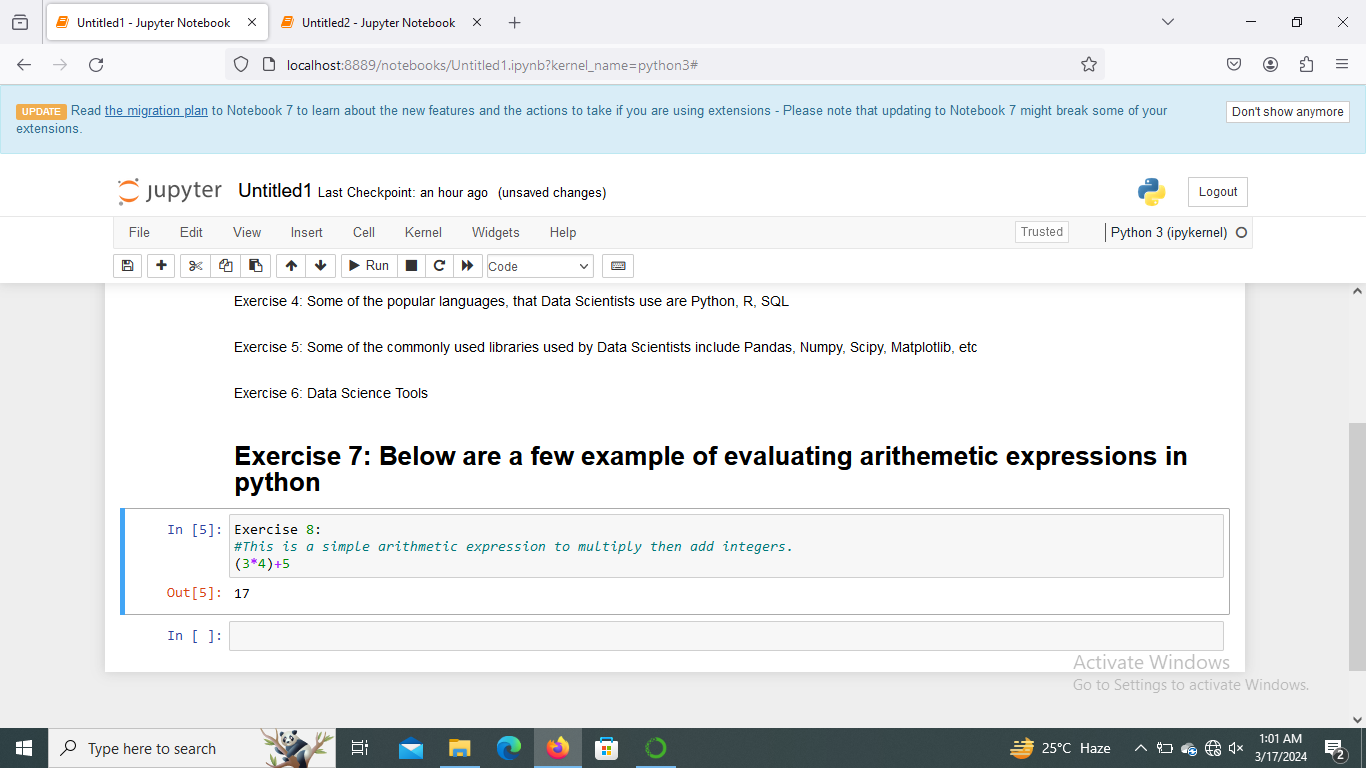 Untitled1 - Jupyter Notebook
Untitled2 - Jupyter Notebook
localhost:8889/notebooks/Untitled1.ipynb?kernel_name=python3#
UPDATE Read the migration plan to Notebook 7 to learn about the new features and the actions to take if you are using extensions - Please note that updating to Notebook 7 might break some of your
extensions.
Don't show anymore
jupyter Untitled1 Last Checkpoint: an hour ago (unsaved changes)
Logout
File Edit View Insert Cell Kernel Widgets Help
Trusted
Python 3 (ipykernel)
Run
Code
Exercise 4: Some of the popular languages, that Data Scientists use are Python, R, SQL
Exercise 5: Some of the commonly used libraries used by Data Scientists include Pandas, Numpy, Scipy, Matplotlib, etc
Exercise 6: Data Science Tools
Exercise 7: Below are a few example of evaluating arithemetic expressions in
python
In [5]: Exercise 8:
#This is a simple arithmetic expression to multiply then add integers.
(3*4)+5
Out[5]: 17
In [ ]:
Activate Windows
Go to Settings to activate Windows.
Type here to search
25°C Haze
1:01 AM
3/17/2024
2